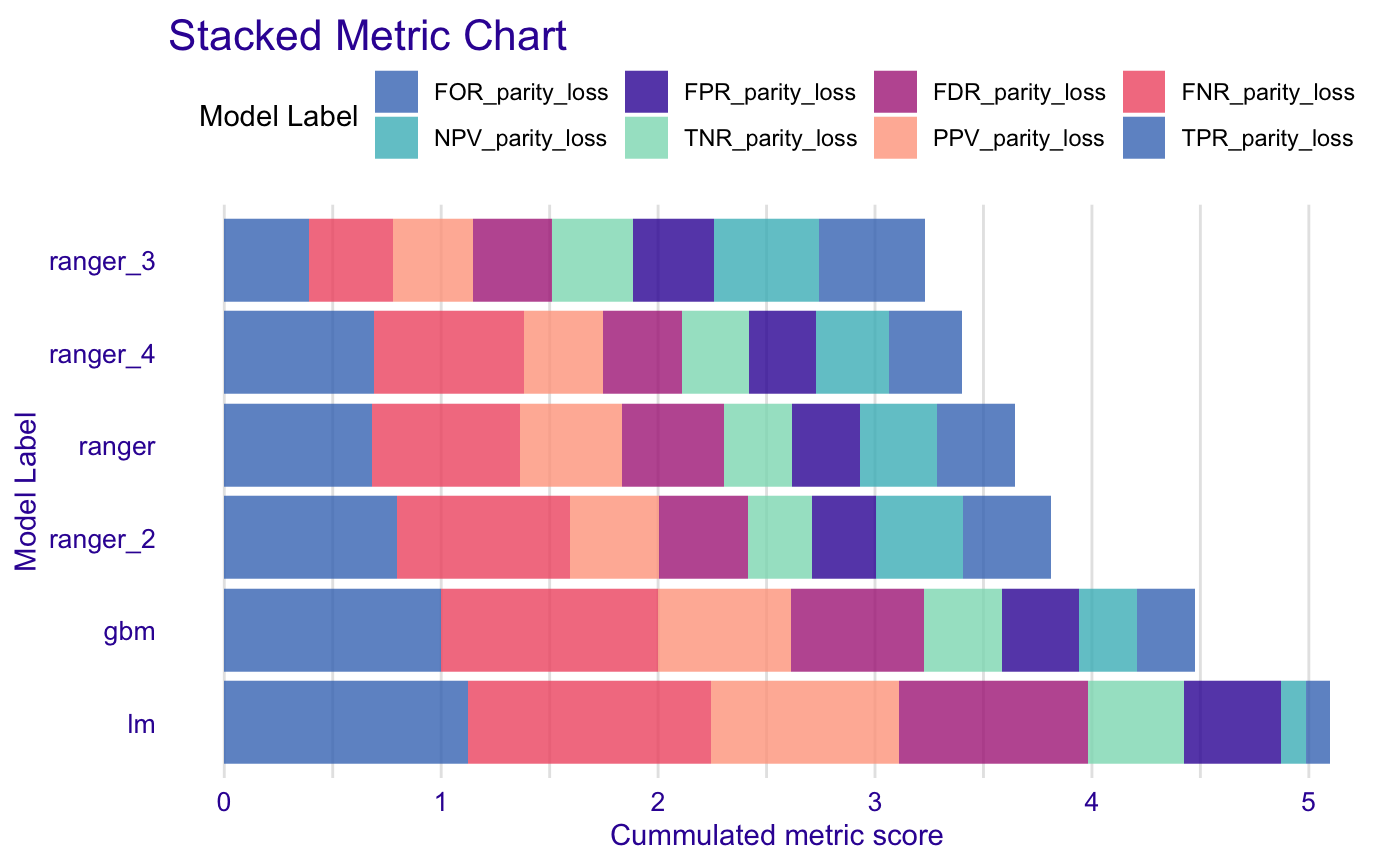 Stacked Metric Chart
Model Label
FOR_parity_loss FPR_parity_loss FDR_parity_loss FNR_parity_loss
NPV_parity_loss TNR_parity_loss PPV_parity_loss TPR_parity_loss
Model Label
ranger_3
ranger_4
ranger
ranger_2
gbm
lm
0 1 2 3 4 5
Cummulated metric score